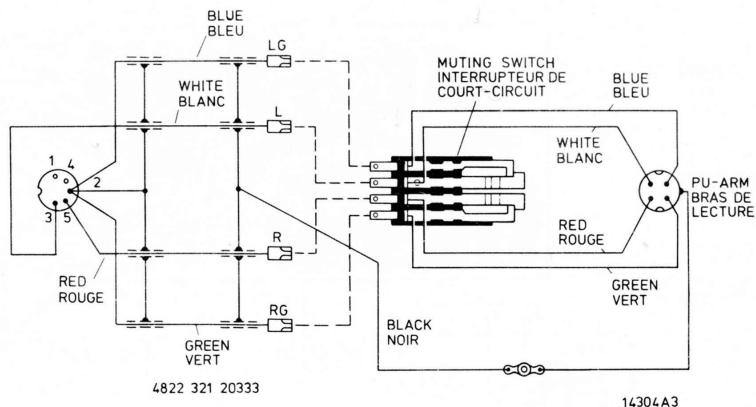 BLUE
BLEU
LG
WHITE
BLANC
L
MUTING SWITCH
INTERRUPTEUR DE
COURT-CIRCUIT
BLUE
BLEU
WHITE
BLANC
1
4
2
3
5
PU-ARM
BRAS DE
LECTURE
RED
ROUGE
R
RED
ROUGE
GREEN
VERT
RG
BLACK
NOIR
GREEN
VERT
4822 321 20333
14304A3